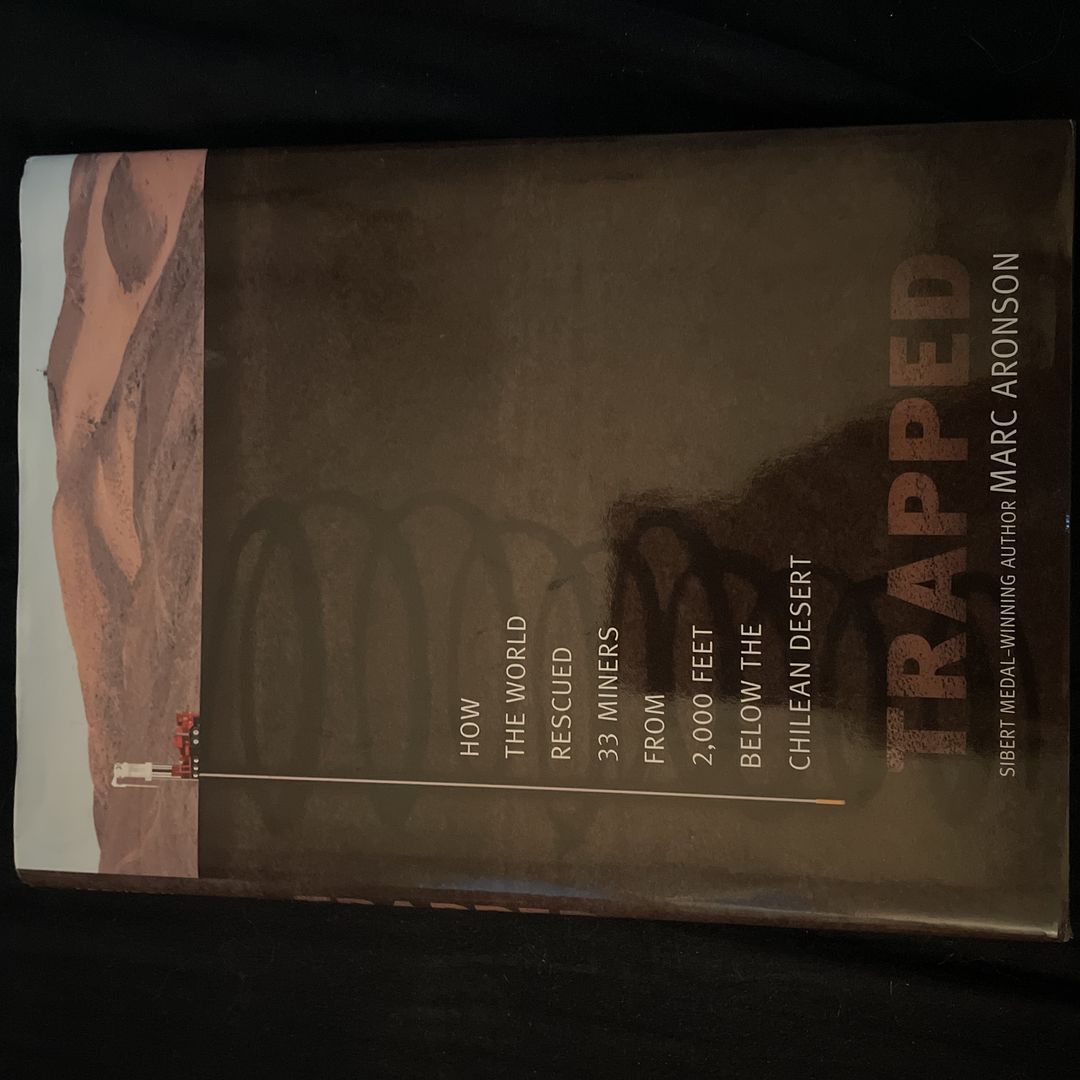 HOW
THE WORLD
RESCUED
33 MINERS
FROM
2,000 FEET
BELOW THE
CHILEAN DESERT
TRAPPED
SIBERT MEDAL-WINNING AUTHOR MARC ARONSON
TRAPPED